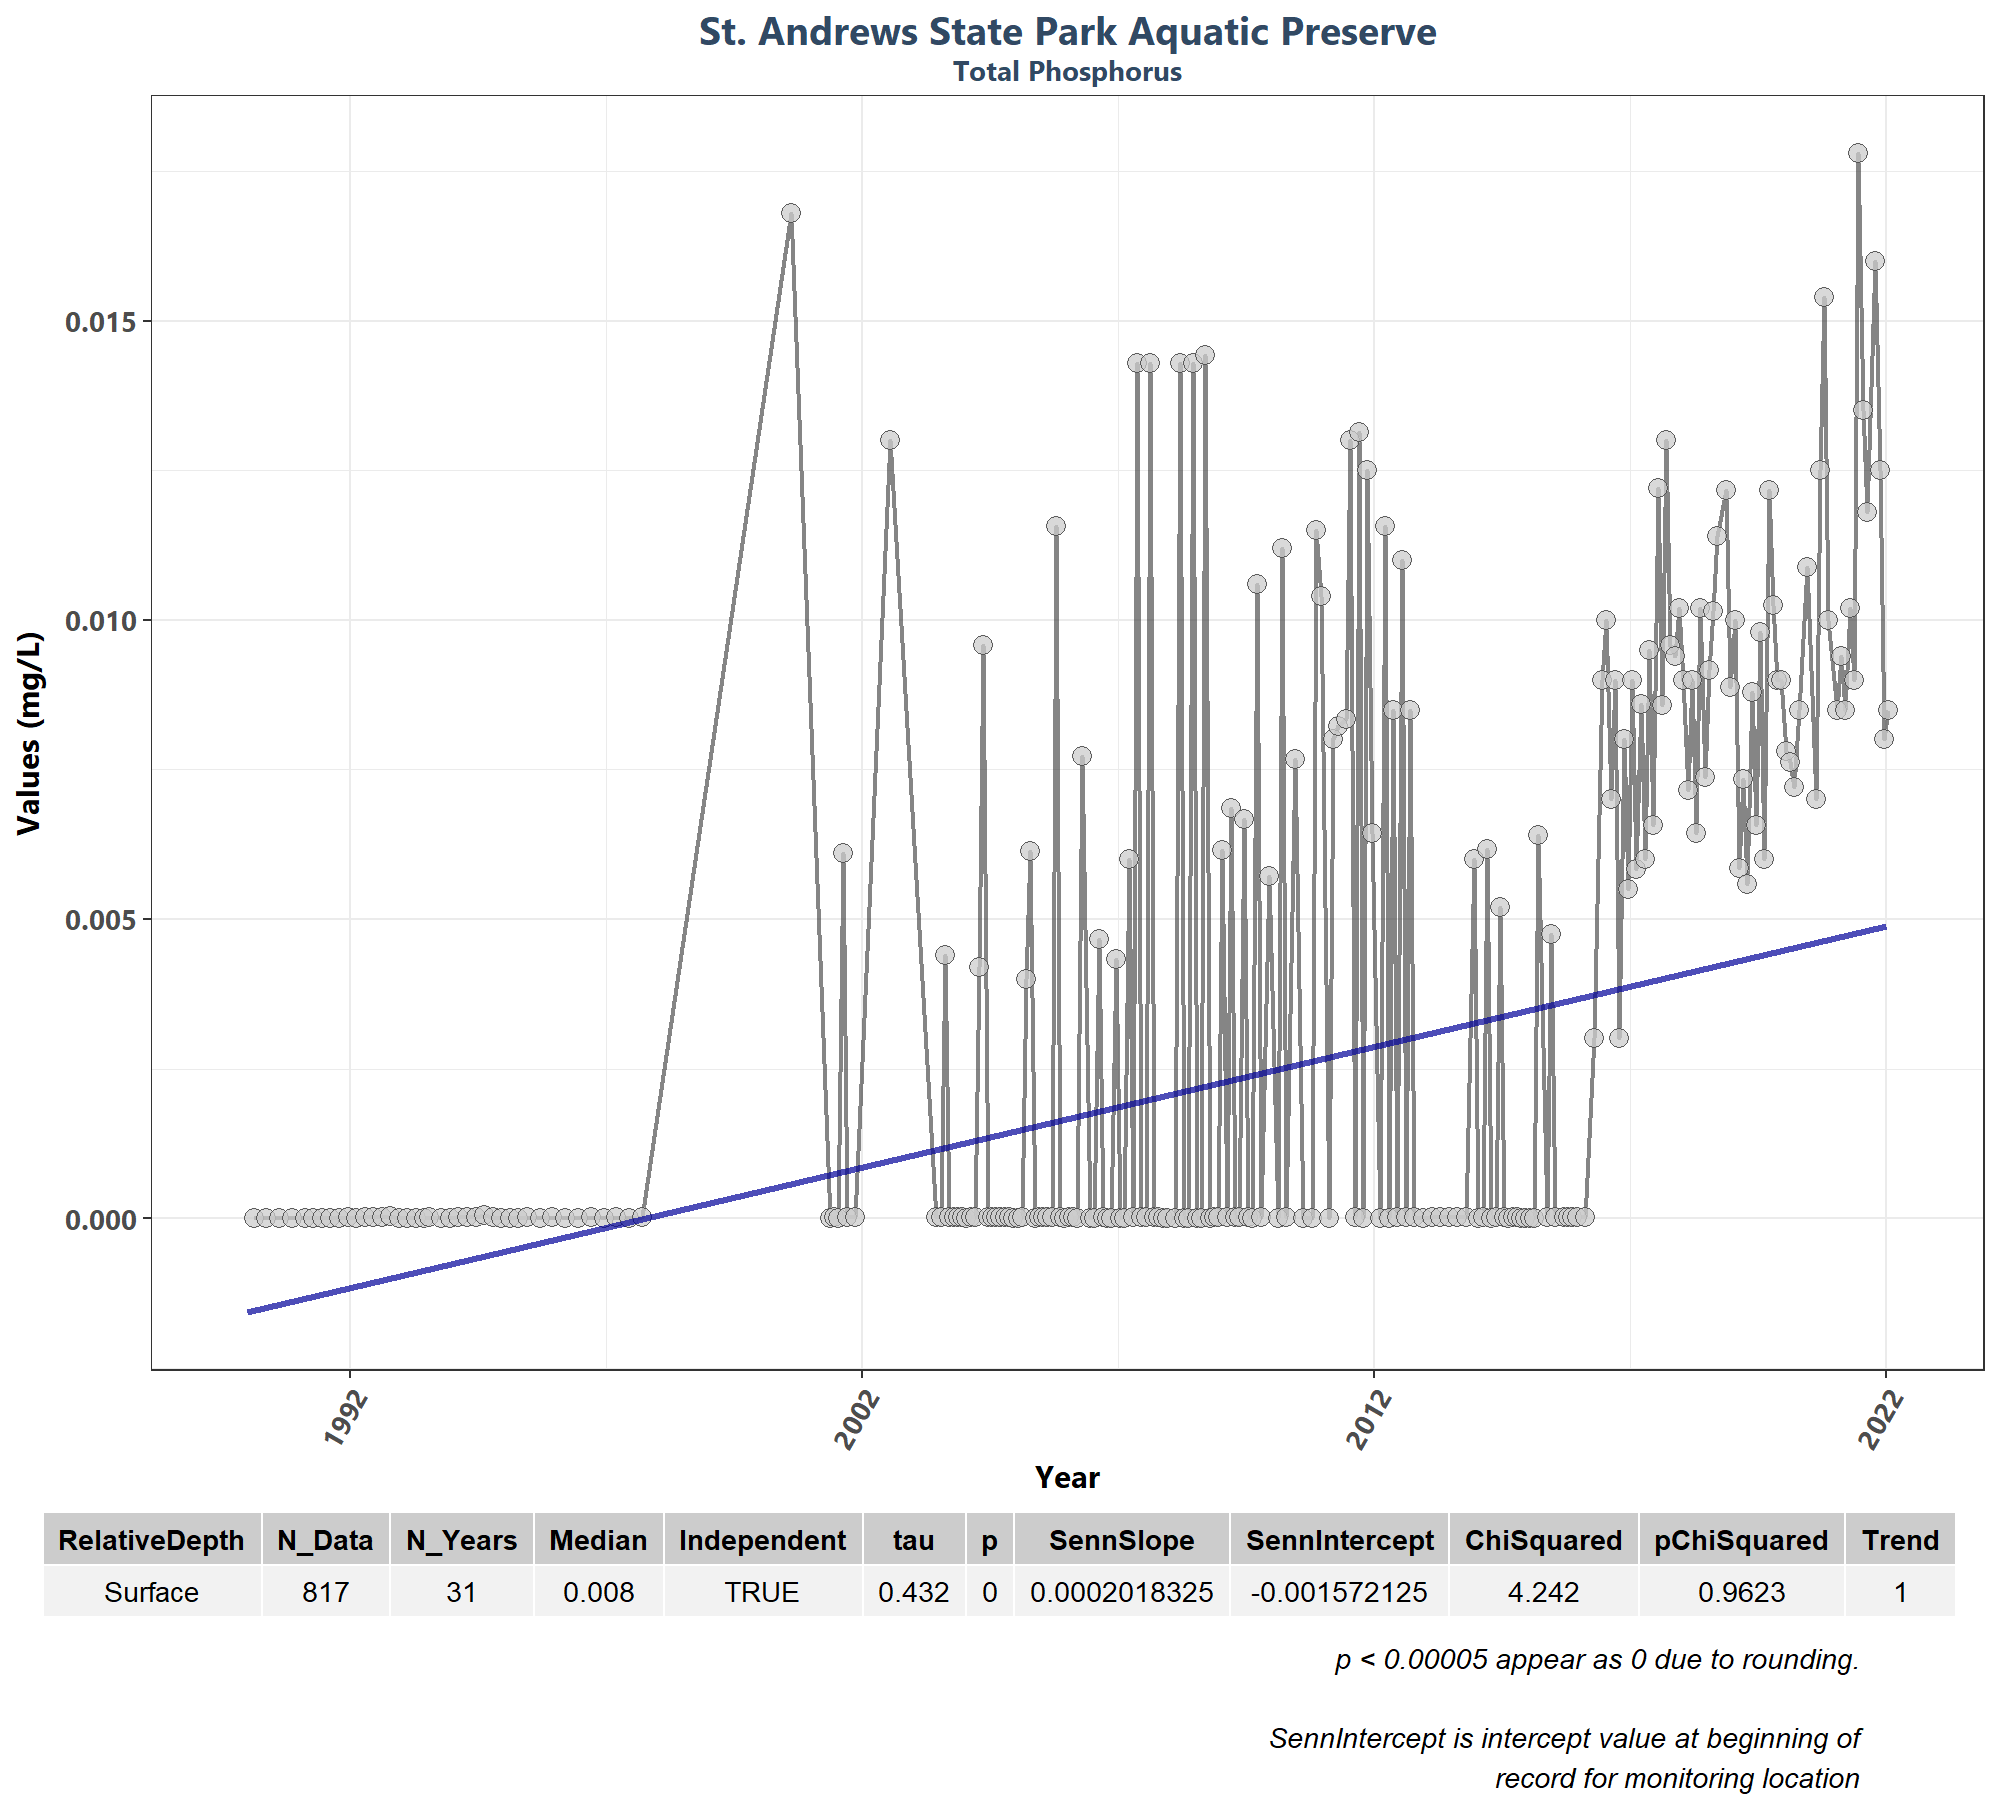 St. Andrews State Park Aquatic Preserve
Total Phosphorus
Values (mg/L)
0.015
0.010
0.005
0.000
1992 2002 2012 2022
Year
RelativeDepth N_Data N_Years Median Independent tau p SennSlope SennIntercept ChiSquared pChiSquared Trend
Surface 817 31 0.008 TRUE 0.432 0 0.0002018325 -0.001572125 4.242 0.9623 1
p < 0.00005 appear as 0 due to rounding.
SennIntercept is intercept value at beginning of
record for monitoring location